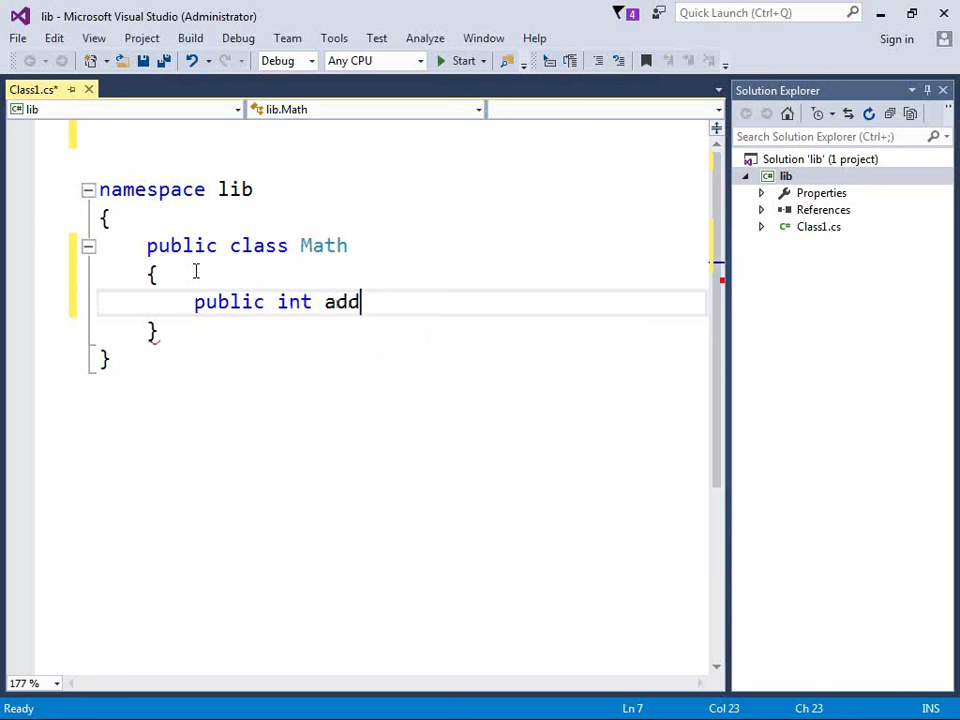 lib - Microsoft Visual Studio (Administrator)
4
Quick Launch (Ctrl+Q)
File Edit View Project Build Debug Team Tools Test Analyze Window Help
Sign in
Debug Any CPU Start
Class1.cs*
C# lib lib.Math
namespace lib
{
public class Math
{
public int add
}
}
177 %
Solution Explorer
Search Solution Explorer (Ctrl+;)
Solution 'lib' (1 project)
C# lib
Properties
References
C# Class1.cs
Ready Ln 7 Col 23 Ch 23 INS